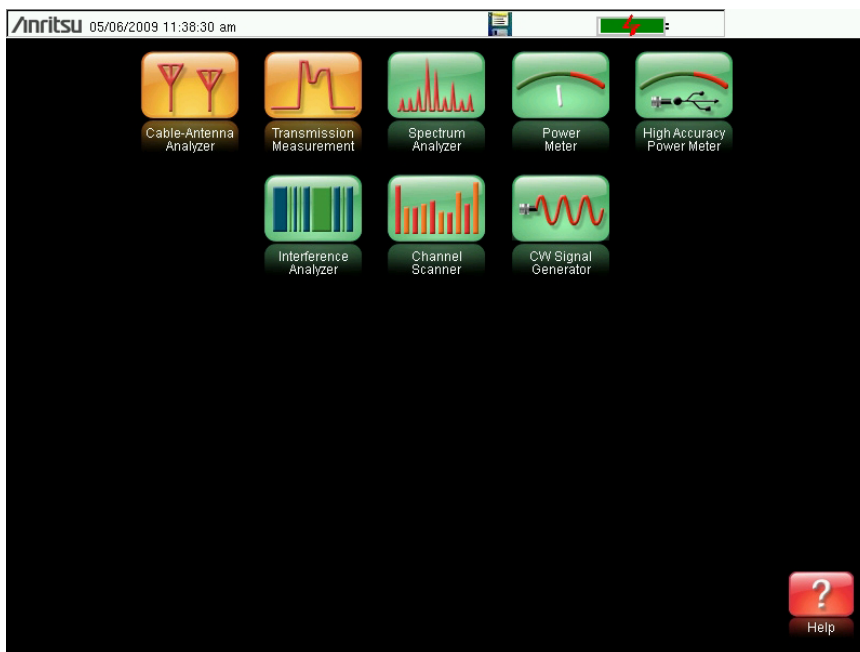 Anritsu 05/06/2009 11:38:30 am
Cable-Antenna
Analyzer
Transmission
Measurement
Spectrum
Analyzer
Power
Meter
High Accuracy
Power Meter
Interference
Analyzer
Channel
Scanner
CW Signal
Generator
?
Help